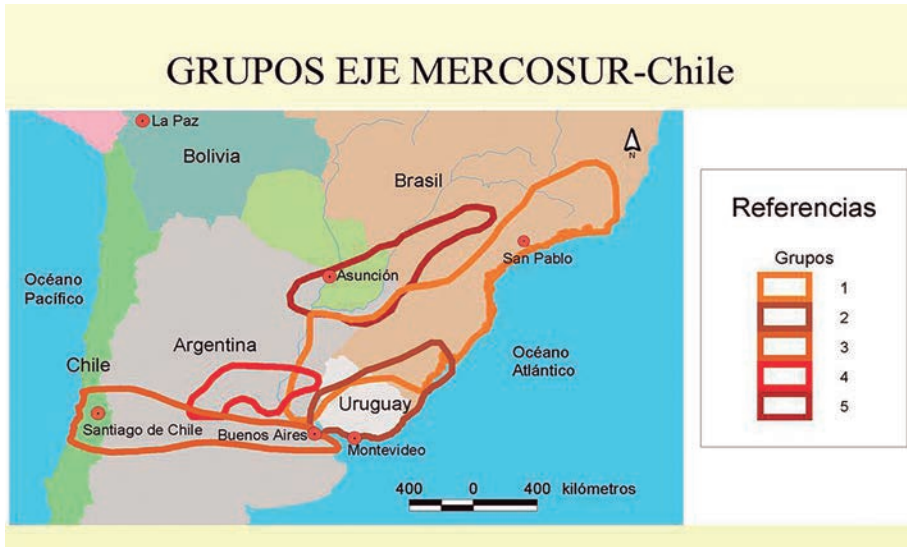 GRUPOS EJE MERCOSUR-Chile
La Paz
Bolivia
Brasil
N
San Pablo
Asunción
Océano
Pacífico
Argentina
Chile
Océano
Atlántico
Uruguay
Santiago de Chile
Buenos Aires
Montevideo
400 0 400 kilómetros
Referencias
Grupos
1
2
3
4
5